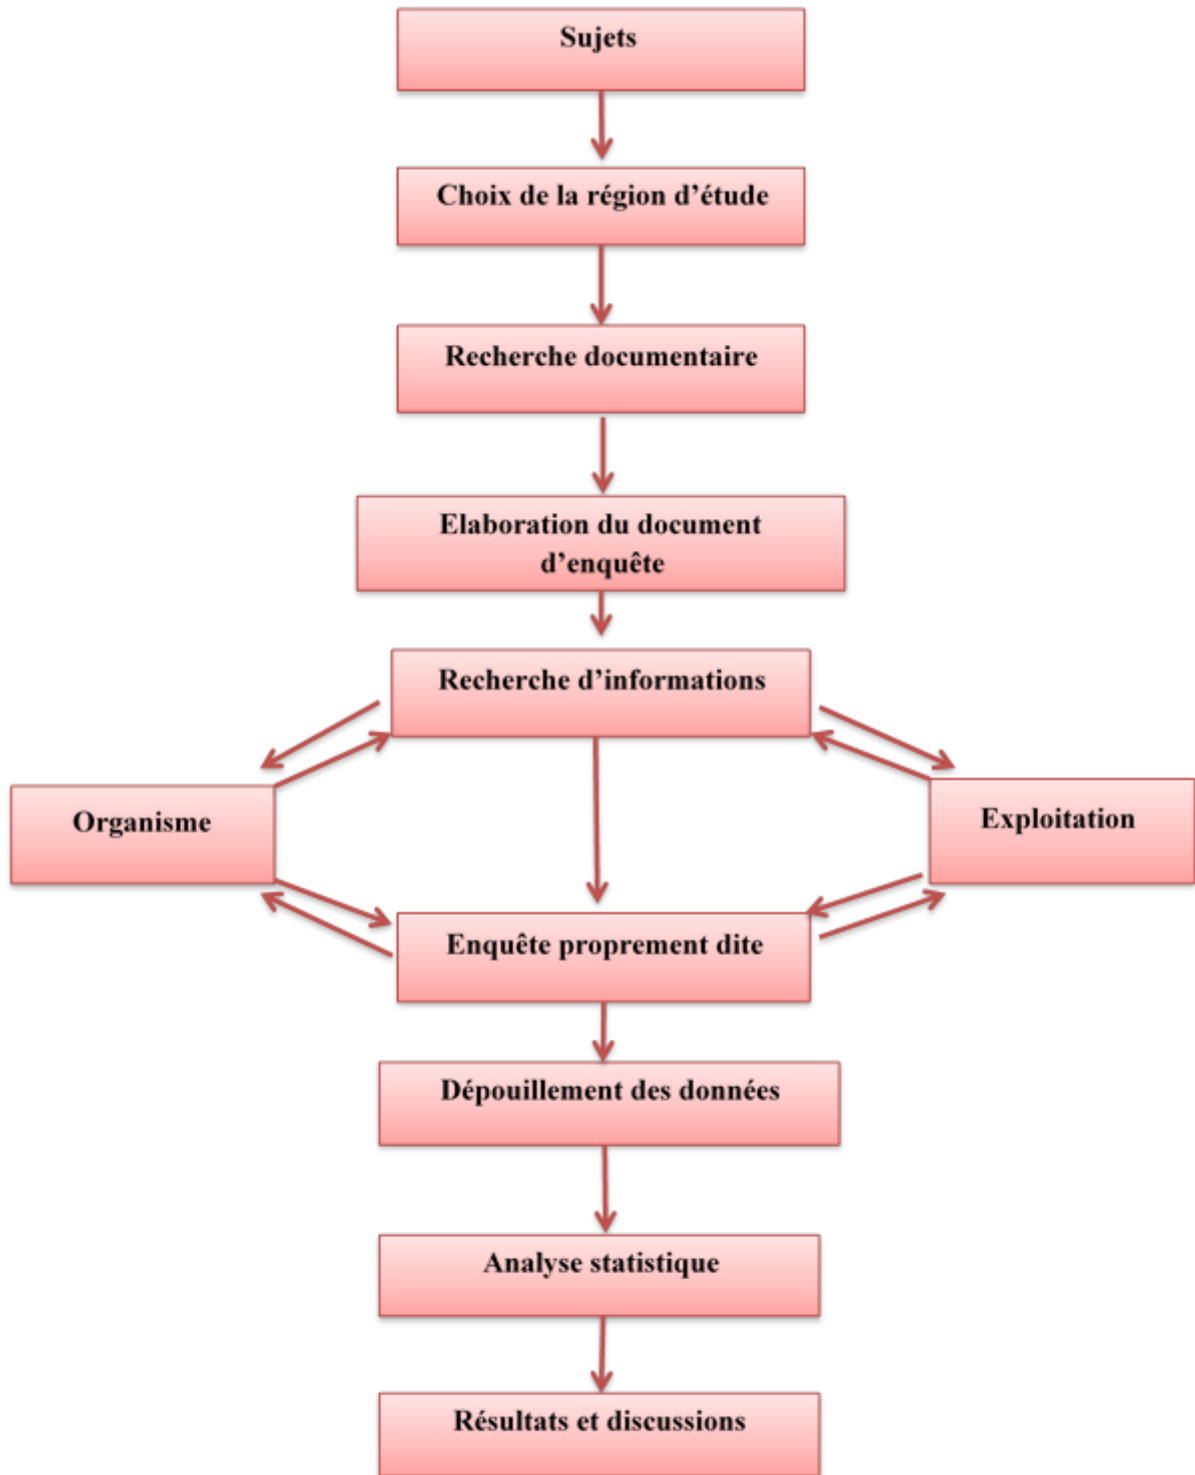 Sujets
Choix de la région d’étude
Recherche documentaire
Elaboration du document
d’enquête
Recherche d’informations
Organisme
Exploitation
Enquête proprement dite
Dépouillement des données
Analyse statistique
Résultats et discussions